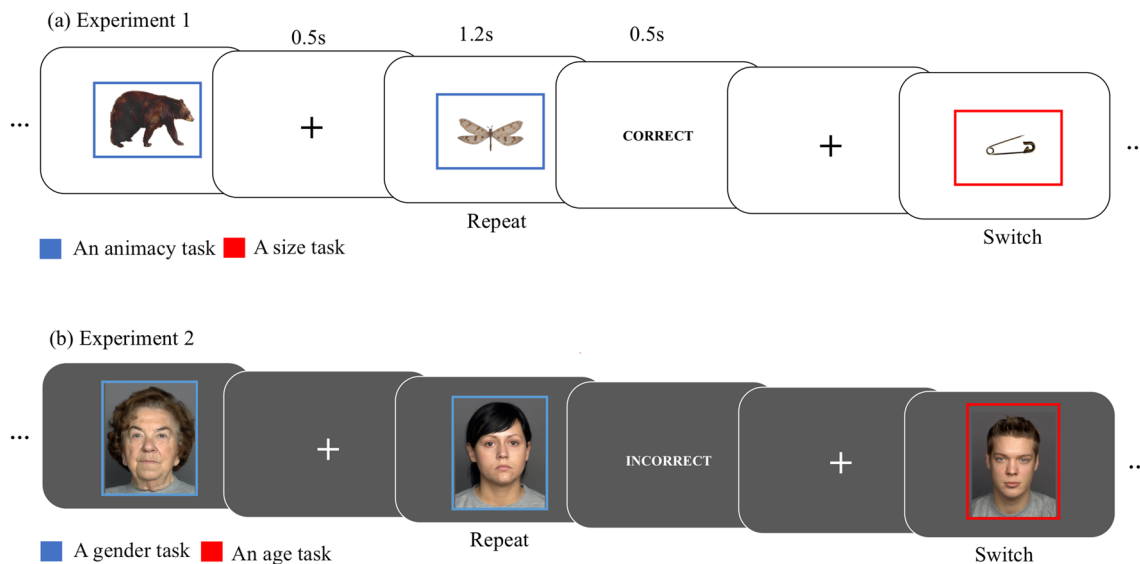 (a) Experiment 1
0.5s 1.2s 0.5s
... + CORRECT + ..
Repeat
Switch
An animacy task A size task
(b) Experiment 2
... + INCORRECT + ..
Repeat
Switch
A gender task An age task